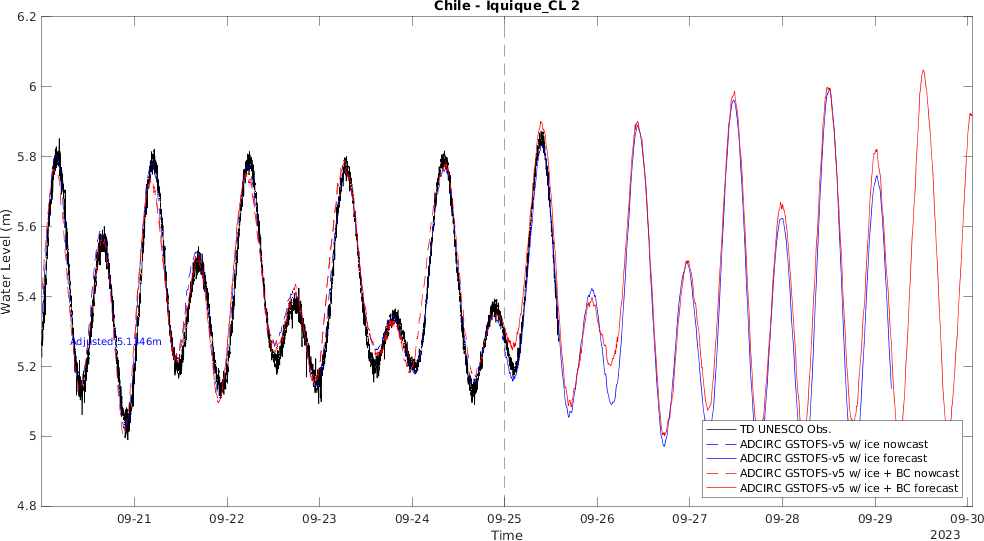 Chile - Iquique_CL 2
Water Level (m)
6.2
6
5.8
5.6
5.4
5.2
5
4.8
Adjusted 5.1346m
TD UNESCO Obs.
ADCIRC GSTOFS-v5 w/ ice nowcast
ADCIRC GSTOFS-v5 w/ ice forecast
ADCIRC GSTOFS-v5 w/ ice + BC nowcast
ADCIRC GSTOFS-v5 w/ ice + BC forecast
09-21 09-22 09-23 09-24 09-25 09-26 09-27 09-28 09-29 09-30
Time
2023